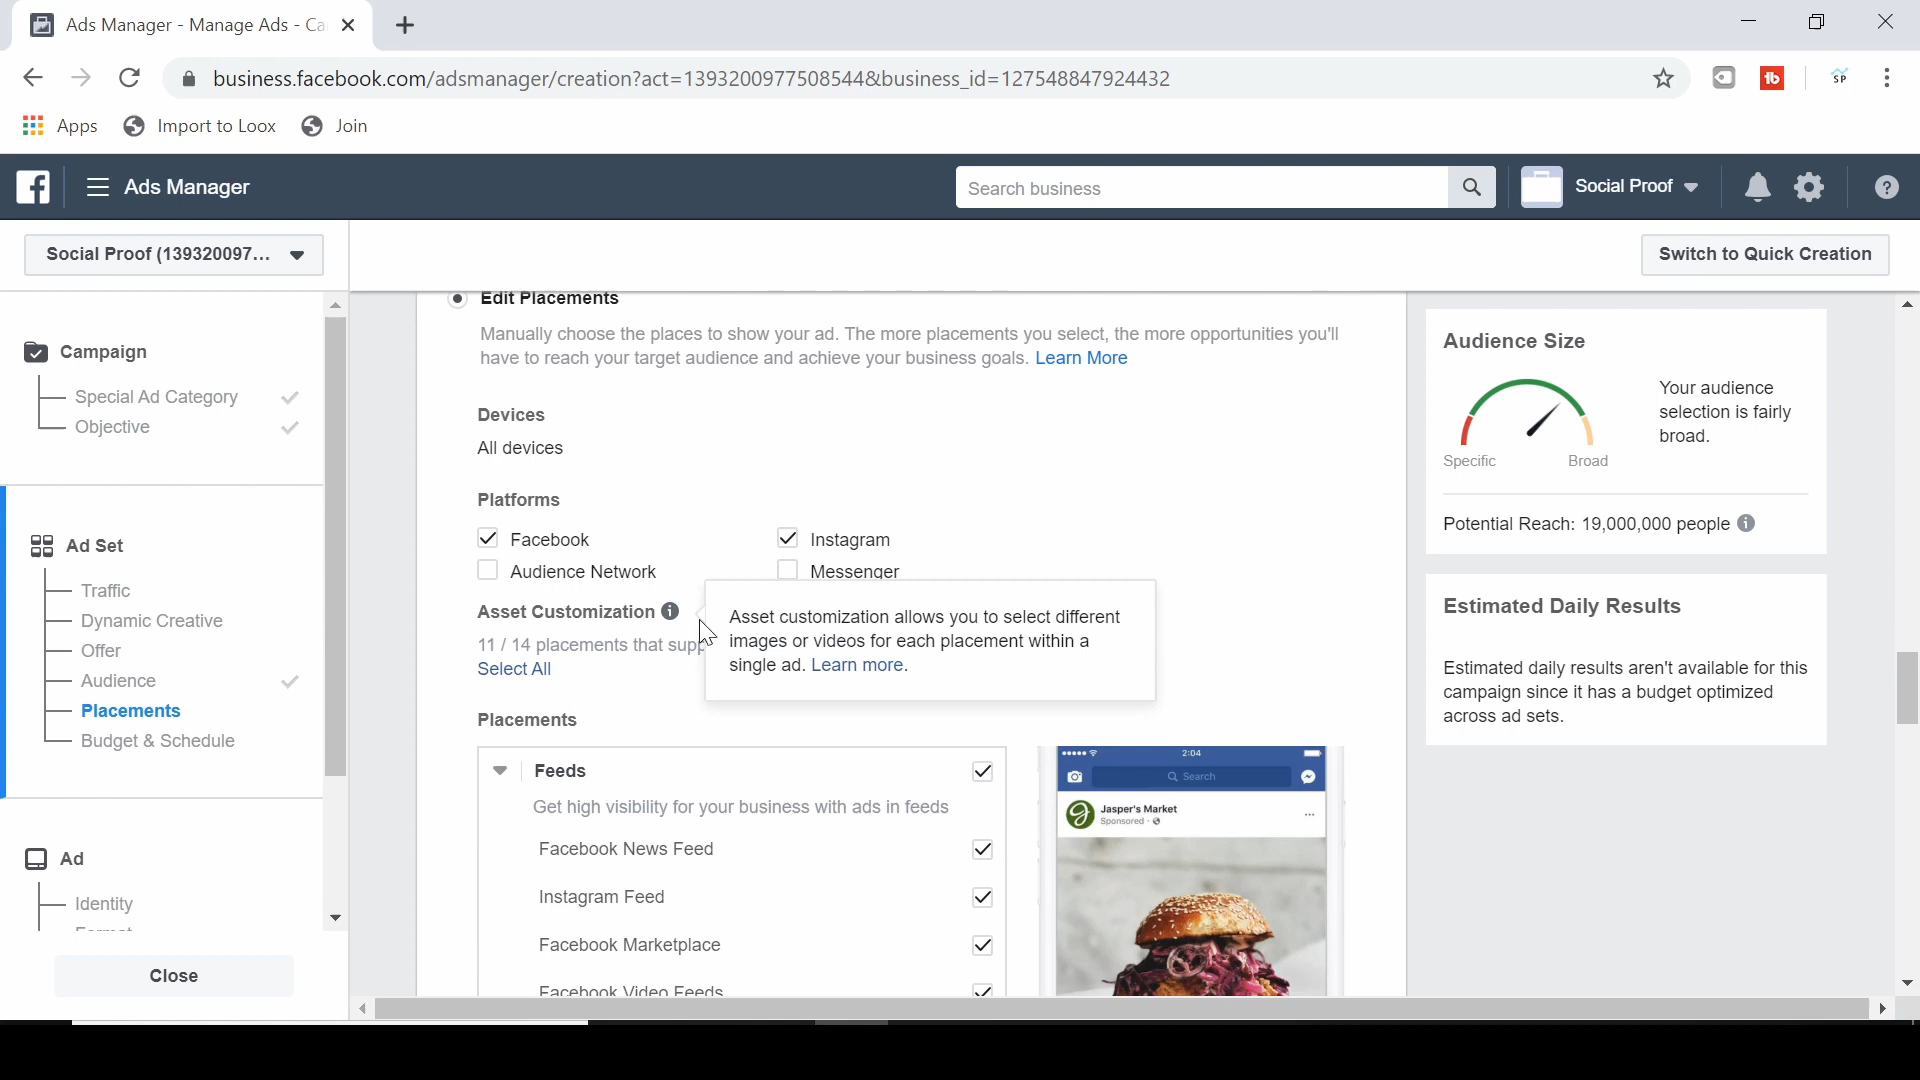 Ads Manager - Manage Ads - Ca
business.facebook.com/adsmanager/creation?act=139320097750854&business_id=127548847924432
Apps
Import to Loox
Join
Ads Manager
Search business
Social Proof
Social Proof (139320097...
Switch to Quick Creation
Campaign
Special Ad Category
Objective
Ad Set
Traffic
Dynamic Creative
Offer
Audience
Placements
Budget & Schedule
Ad
Identity
Format
Close
Edit Placements
Manually choose the places to show your ad. The more placements you select, the more opportunities you'll
have to reach your target audience and achieve your business goals. Learn More
Devices
All devices
Platforms
Facebook
Instagram
Audience Network
Messenger
Asset Customization
11 / 14 placements that supp
Select All
Asset customization allows you to select different
images or videos for each placement within a
single ad. Learn more.
Placements
Feeds
Get high visibility for your business with ads in feeds
Facebook News Feed
Instagram Feed
Facebook Marketplace
Facebook Video Feeds
2:04
Search
Jasper's Market
Sponsored
Audience Size
Your audience
selection is fairly
broad.
Specific
Broad
Potential Reach: 19,000,000 people
Estimated Daily Results
Estimated daily results aren't available for this
campaign since it has a budget optimized
across ad sets.
SP